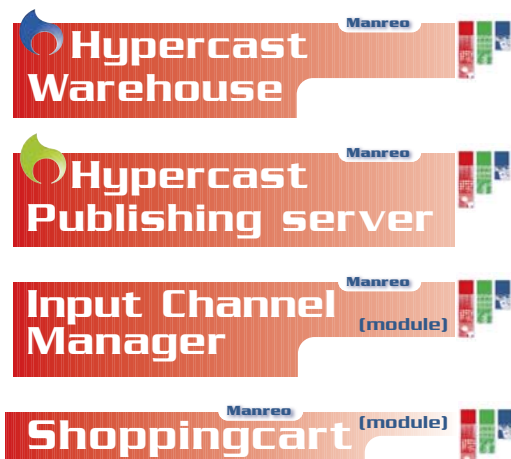 Manreo
Hypercast
Warehouse
Manreo
Hypercast
Publishing server
Manreo
Input Channel
(module)
Manager
Manreo
Shoppingcart (module)